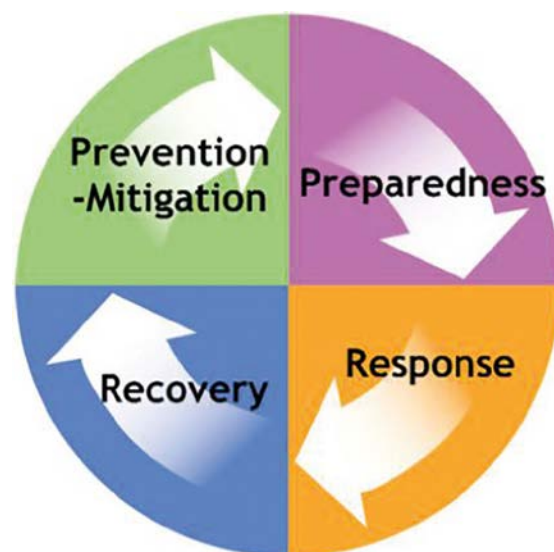 Prevention
-Mitigation
Preparedness
Response
Recovery